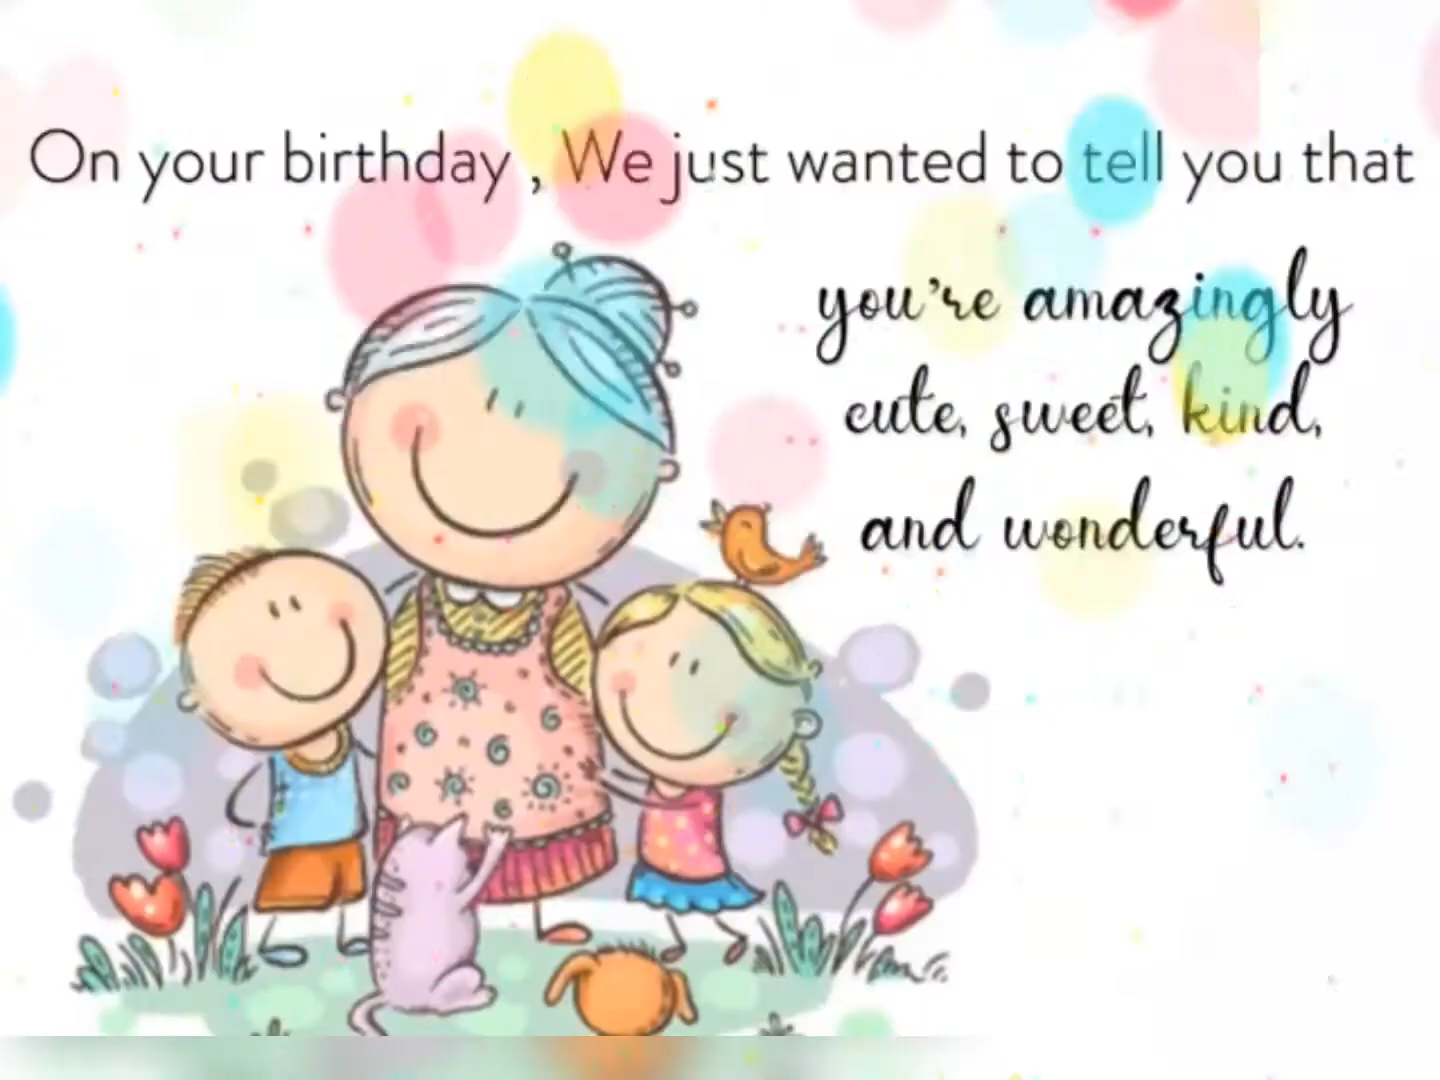 On your birthday , We just wanted to tell you that
you're amazingly
cute, sweet, kind,
and wonderful.